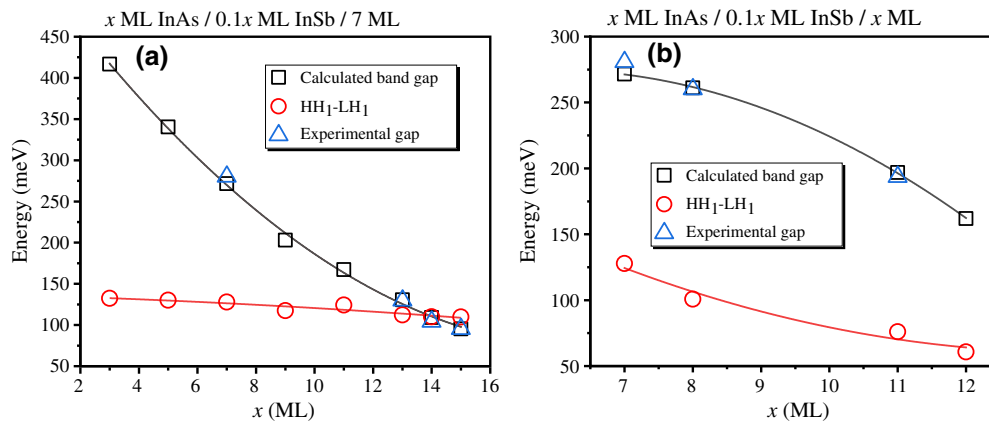 x ML InAs / 0.1x ML InSb / 7 ML
(a)
Calculated band gap
HH1-LH1
Experimental gap
Energy (meV)
450
400
350
300
250
200
150
100
50
2 4 6 8 10 12 14 16
x (ML)
x ML InAs / 0.1x ML InSb / x ML
(b)
Calculated band gap
HH1-LH1
Experimental gap
Energy (meV)
300
250
200
150
100
50
7 8 9 10 11 12
x (ML)